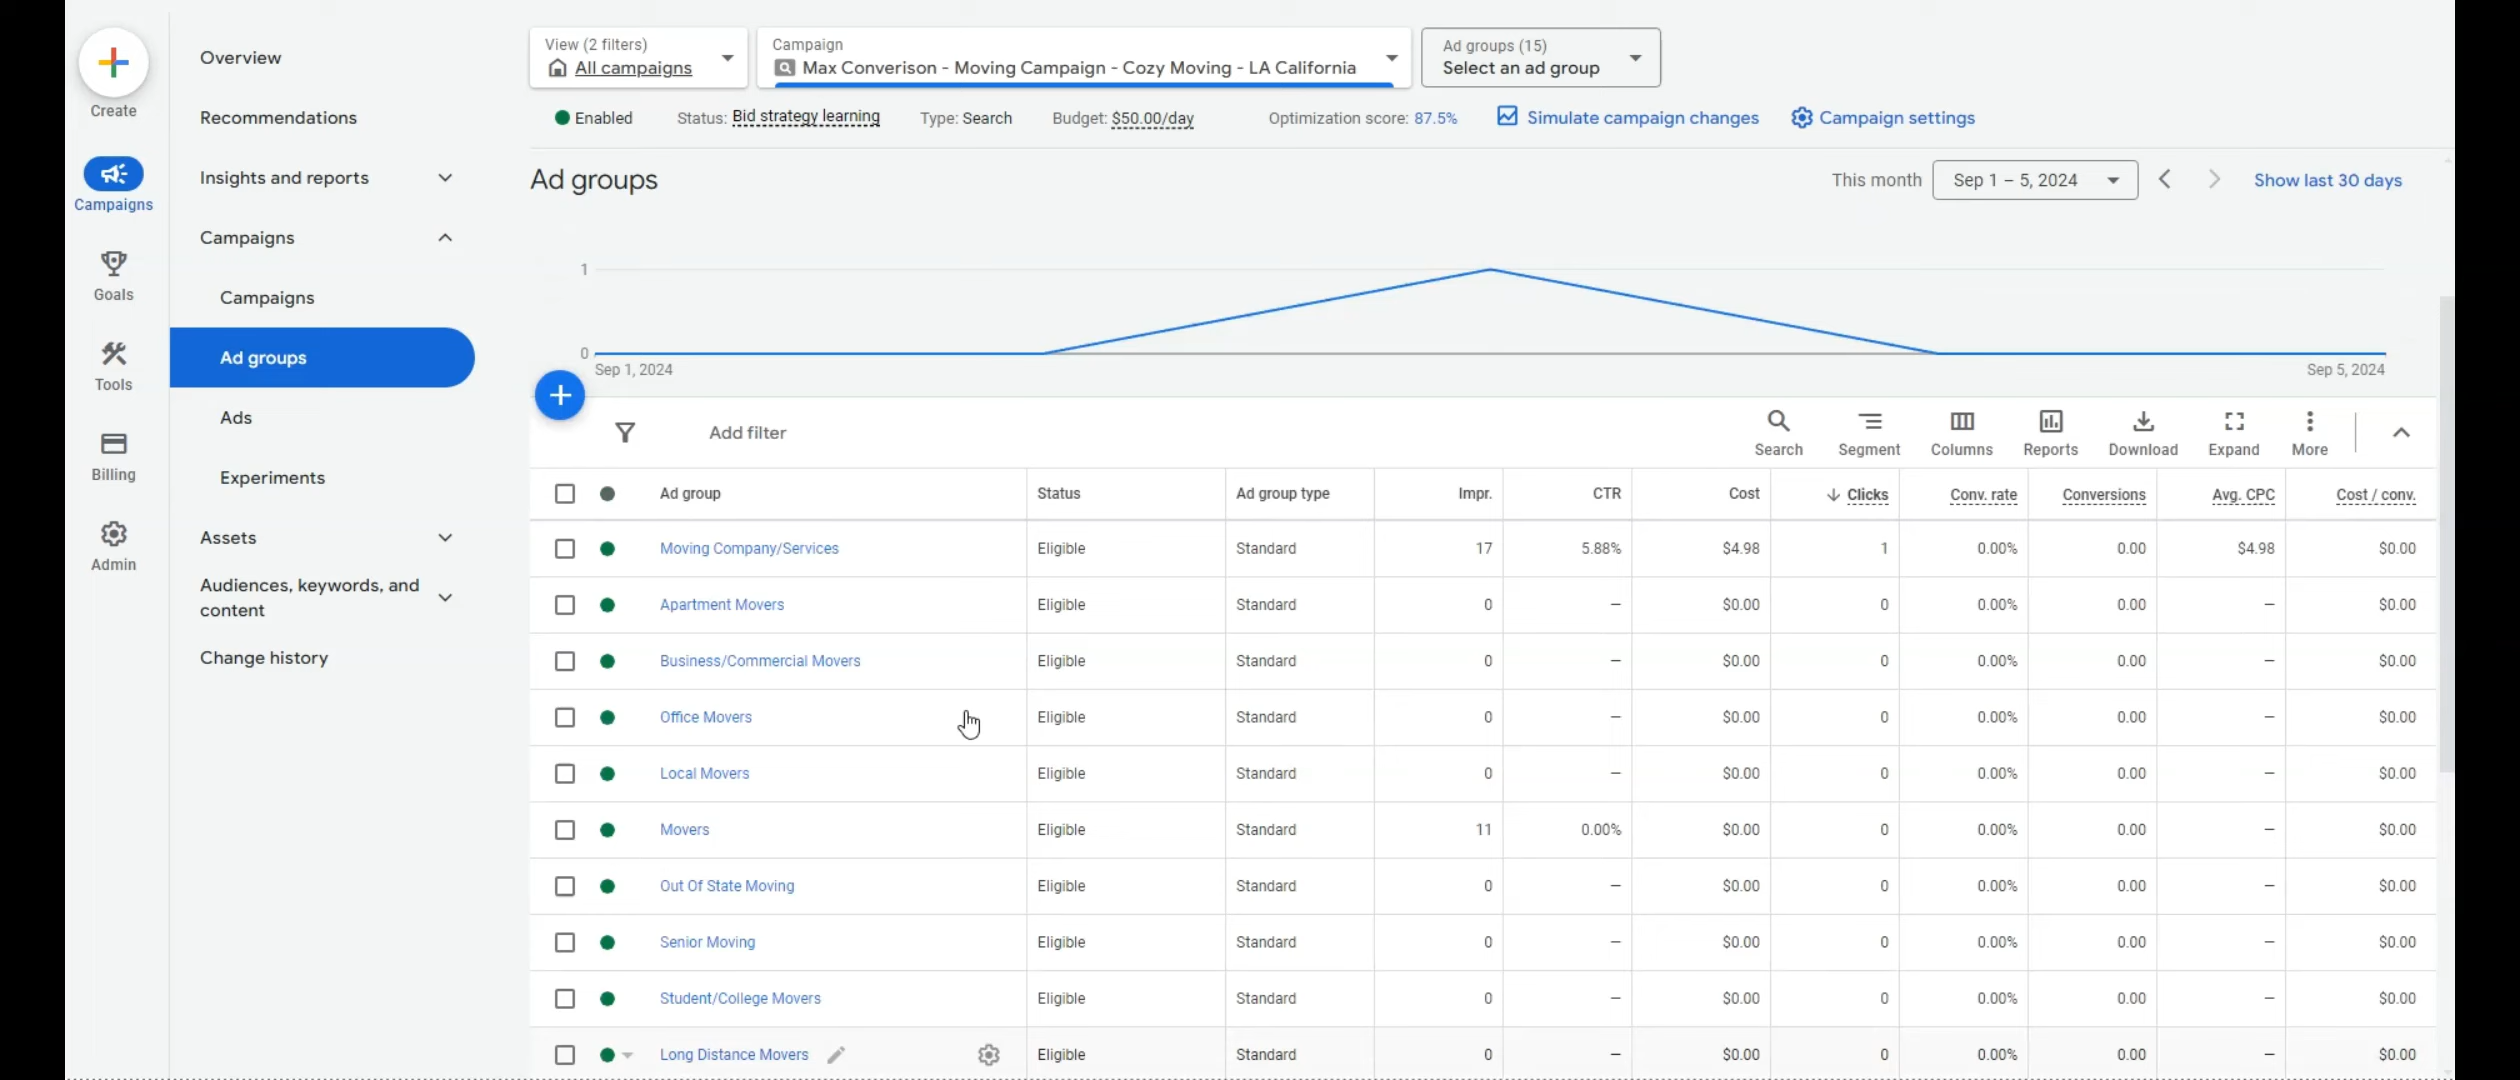 Create
Campaigns
Goals
Tools
Billing
Admin
Overview
Recommendations
Insights and reports
Campaigns
Campaigns
Ad groups
Ads
Experiments
Assets
Audiences, keywords, and
content
Change history
View (2 filters)
All campaigns
Campaign
Max Converison - Moving Campaign - Cozy Moving - LA California
Ad groups (15)
Select an ad group
Enabled Status: Bid strategy learning Type: Search Budget: $50.00/day Optimization score: 87.5% Simulate campaign changes Campaign settings
Ad groups This month Sep 1 – 5, 2024 Show last 30 days
1
0
Sep 1, 2024 Sep 5, 2024
Add filter Search Segment Columns Reports Download Expand More
Ad group Status Ad group type Impr. CTR Cost Clicks Conv. rate Conversions Avg. CPC Cost / conv.
Moving Company/Services Eligible Standard 17 5.88% $4.98 1 0.00% 0.00 $4.98 $0.00
Apartment Movers Eligible Standard 0 – $0.00 0 0.00% 0.00 – $0.00
Business/Commercial Movers Eligible Standard 0 – $0.00 0 0.00% 0.00 – $0.00
Office Movers Eligible Standard 0 – $0.00 0 0.00% 0.00 – $0.00
Local Movers Eligible Standard 0 – $0.00 0 0.00% 0.00 – $0.00
Movers Eligible Standard 11 0.00% $0.00 0 0.00% 0.00 – $0.00
Out Of State Moving Eligible Standard 0 – $0.00 0 0.00% 0.00 – $0.00
Senior Moving Eligible Standard 0 – $0.00 0 0.00% 0.00 – $0.00
Student/College Movers Eligible Standard 0 – $0.00 0 0.00% 0.00 – $0.00
Long Distance Movers Eligible Standard 0 – $0.00 0 0.00% 0.00 – $0.00